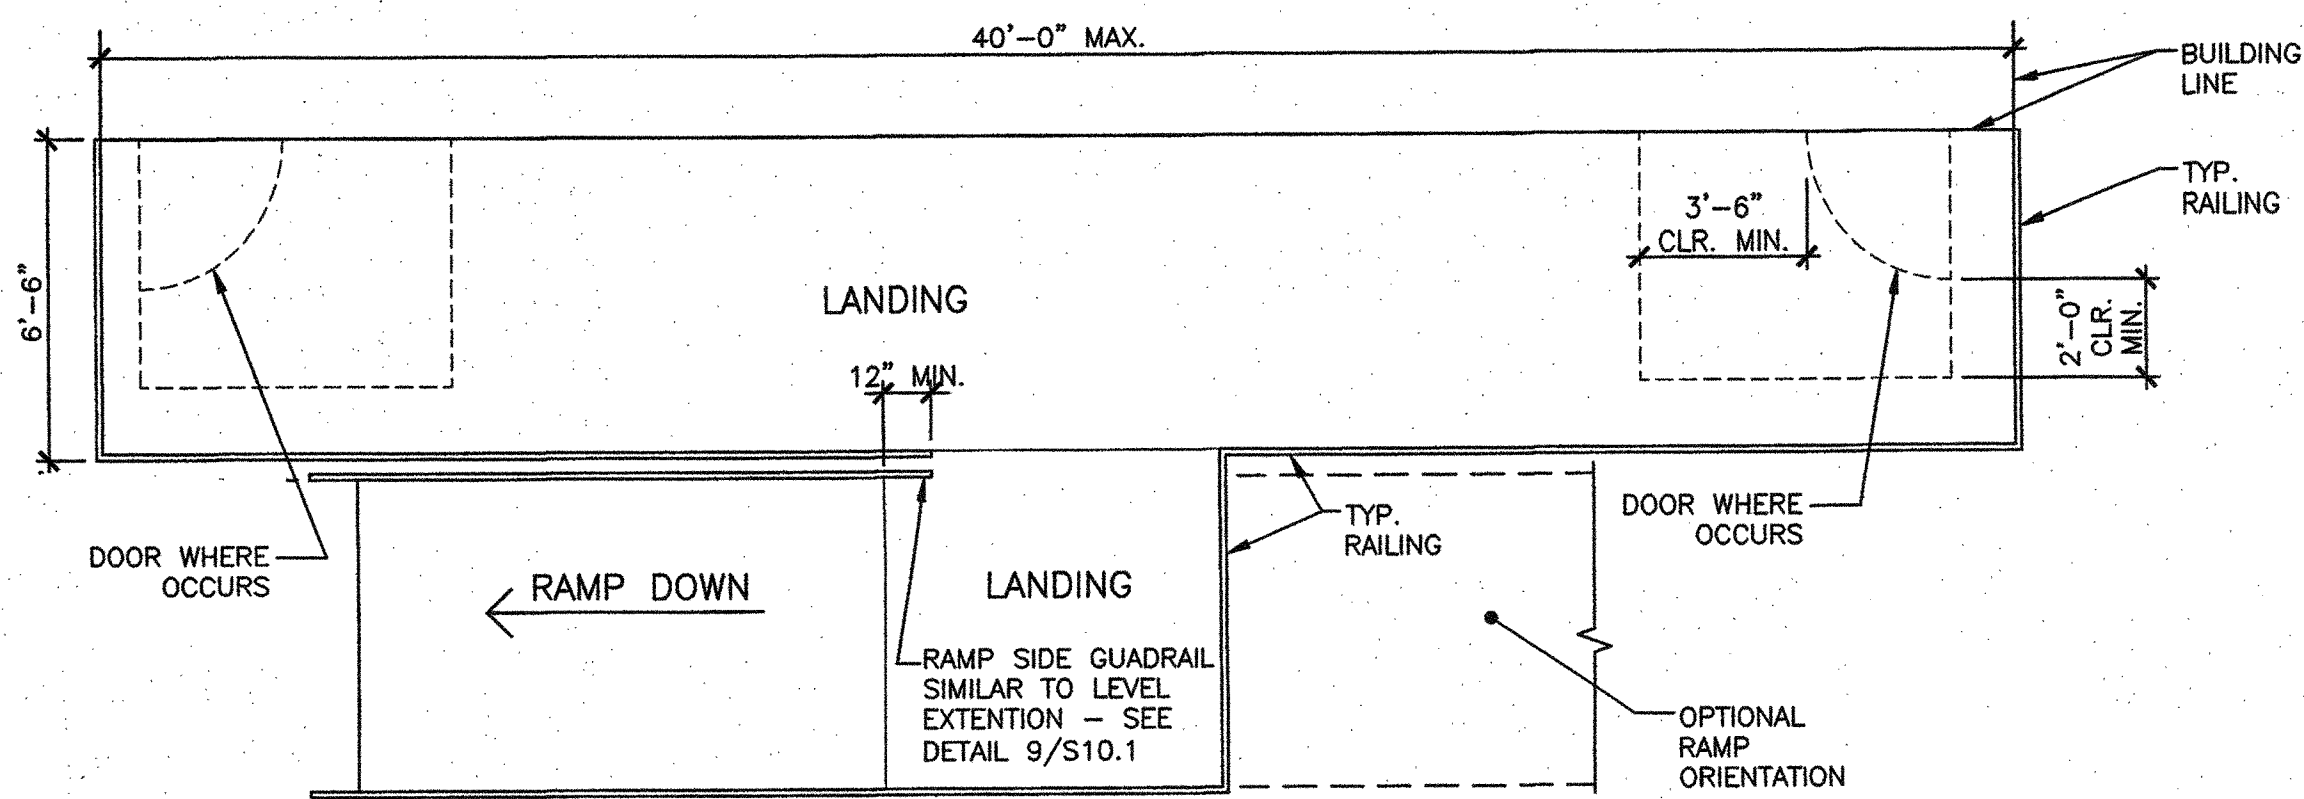 40'-0" MAX.
BUILDING
LINE
TYP.
RAILING
3'-6"
CLR. MIN.
6'-6"
LANDING
2'-0"
CLR.
MIN.
12" MIN.
DOOR WHERE
OCCURS
TYP.
RAILING
DOOR WHERE
OCCURS
RAMP DOWN
LANDING
RAMP SIDE GUADRAIL
SIMILAR TO LEVEL
EXTENTION - SEE
DETAIL 9/S10.1
OPTIONAL
RAMP
ORIENTATION